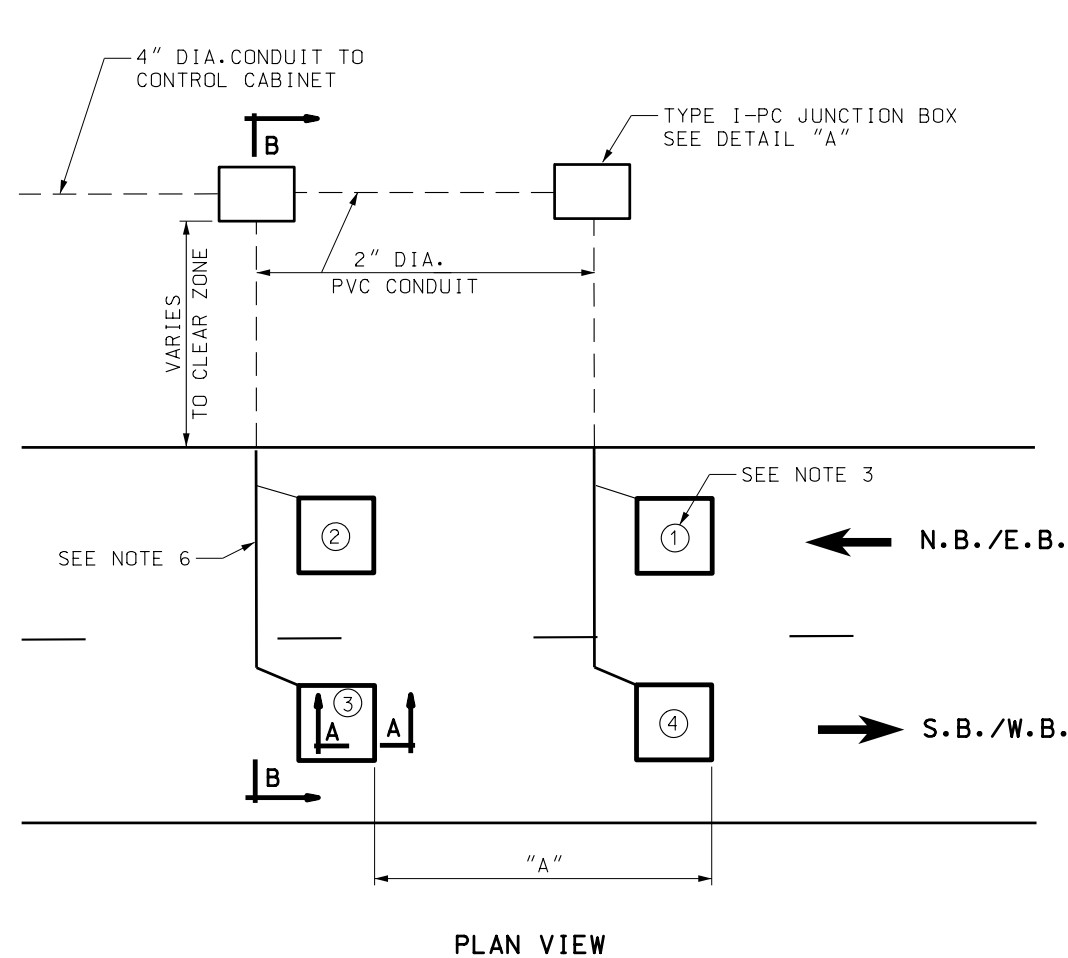 4" DIA.CONDUIT TO
CONTROL CABINET
B
TYPE I-PC JUNCTION BOX
SEE DETAIL "A"
2" DIA.
PVC CONDUIT
VARIES
TO CLEAR ZONE
SEE NOTE 3
2
1
N.B./E.B.
SEE NOTE 6
3
A
A
4
S.B./W.B.
B
"A"
PLAN VIEW